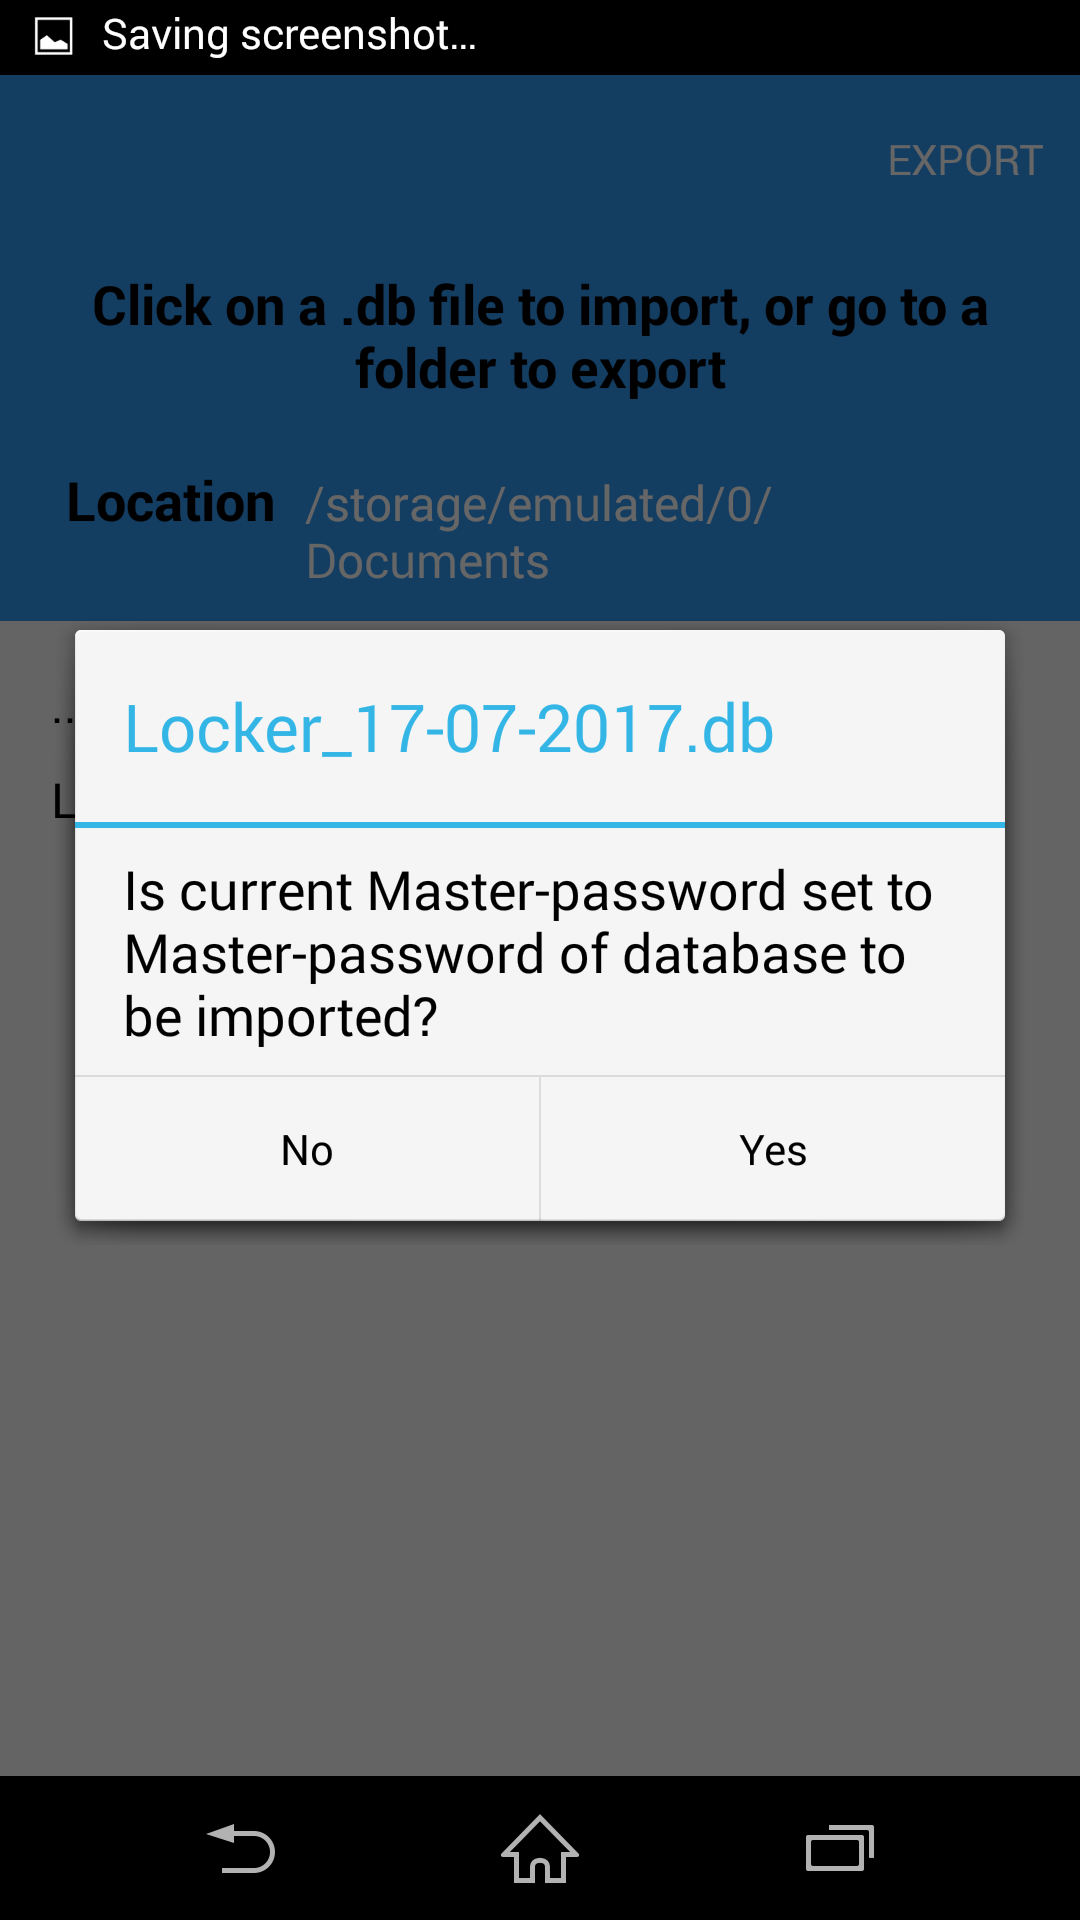 Saving screenshot...
EXPORT
Click on a .db file to import, or go to a
folder to export
Location /storage/emulated/0/
Documents
..
L
Locker_17-07-2017.db
Is current Master-password set to
Master-password of database to
be imported?
No Yes